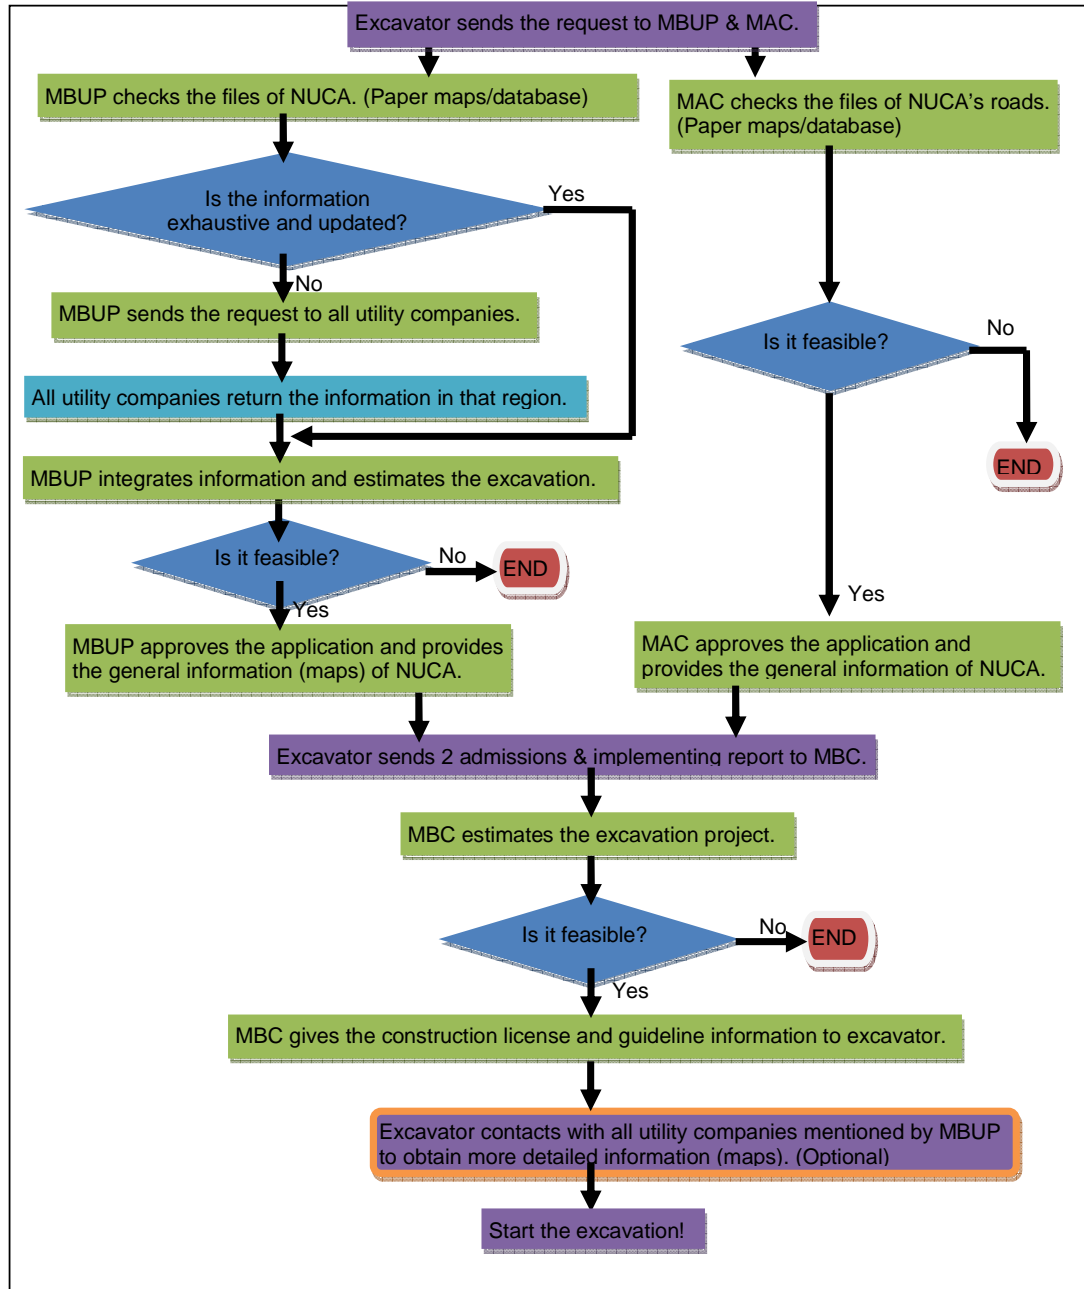 Excavator sends the request to MBUP & MAC.
MBUP checks the files of NUCA. (Paper maps/database)
MAC checks the files of NUCA’s roads.
(Paper maps/database)
Is the information
exhaustive and updated?
Yes
No
MBUP sends the request to all utility companies.
Is it feasible?
No
All utility companies return the information in that region.
END
MBUP integrates information and estimates the excavation.
Is it feasible?
No
END
Yes
Yes
MBUP approves the application and provides
the general information (maps) of NUCA.
MAC approves the application and
provides the general information of NUCA.
Excavator sends 2 admissions & implementing report to MBC.
MBC estimates the excavation project.
Is it feasible?
No
END
Yes
MBC gives the construction license and guideline information to excavator.
Excavator contacts with all utility companies mentioned by MBUP
to obtain more detailed information (maps). (Optional)
Start the excavation!